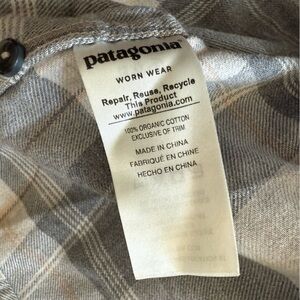 patagonia
WORN WEAR
Repair, Reuse, Recycle
This Product
www.patagonia.com
100% ORGANIC COTTON
EXCLUSIVE OF TRIM
MADE IN CHINA
FABRIQUÉ EN CHINE
HECHO EN CHINA